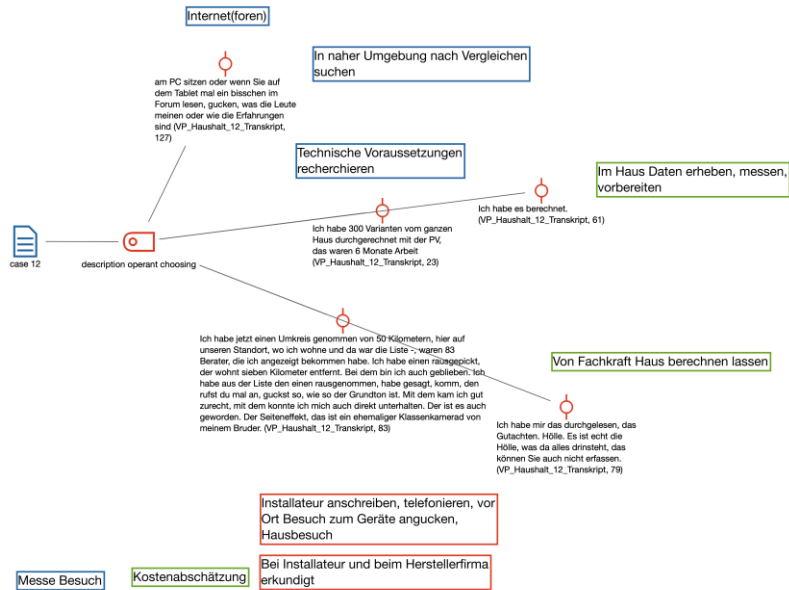 Internet(foren)
In naher Umgebung nach Vergleichen
suchen
am PC sitzen oder wenn Sie auf
dem Tablet mal ein bisschen im
Forum lesen, gucken, was die Leute
meinen oder wie die Erfahrungen
sind (VP_Haushalt_12_Transkript,
127)
Technische Voraussetzungen
recherchieren
Im Haus Daten erheben, messen,
vorbereiten
Ich habe es berechnet.
(VP_Haushalt_12_Transkript, 61)
Ich habe 300 Varianten vom ganzen
Haus durchgerechnet mit der PV,
das waren 6 Monate Arbeit
(VP_Haushalt_12_Transkript, 23)
case 12
description operant choosing
Ich habe jetzt einen Umkreis genommen von 50 Kilometern, hier auf
unseren Standort, wo ich wohne und da war die Liste -, waren 83
Berater, die ich angezeigt bekommen habe. Ich habe einen rausgepickt,
der wohnt sieben Kilometer entfernt. Bei dem bin ich auch geblieben. Ich
habe aus der Liste den einen rausgenommen, habe gesagt, komm, den
rufst du mal an, guckst so, wie so der Grundton ist. Mit dem kam ich gut
zurecht, mit dem konnte ich mich auch direkt unterhalten. Der ist es auch
geworden. Der Seiteneffekt, das ist ein ehemaliger Klassenkamerad von
meinem Bruder. (VP_Haushalt_12_Transkript, 83)
Von Fachkraft Haus berechnen lassen
Ich habe mir das durchgelesen, das
Gutachten. Hölle. Es ist echt die
Hölle, was da alles drinsteht, das
können Sie auch nicht erfassen.
(VP_Haushalt_12_Transkript, 79)
Installateur anschreiben, telefonieren, vor
Ort Besuch zum Geräte angucken,
Hausbesuch
Messe Besuch
Kostenabschätzung
Bei Installateur und beim Herstellerfirma
erkundigt